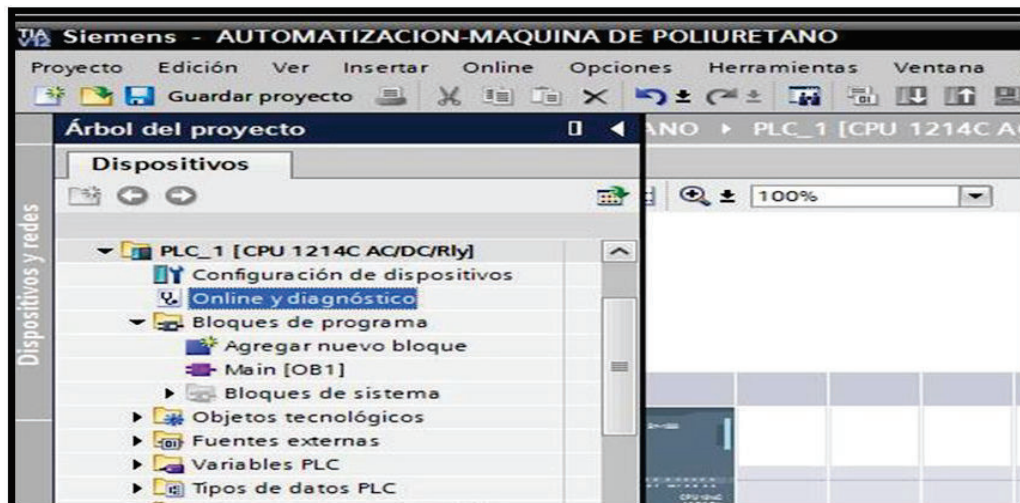 TIA V12 Siemens - AUTOMATIZACION-MAQUINA DE POLIURETANO
Proyecto Edición Ver Insertar Online Opciones Herramientas Ventana
Guardar proyecto
Árbol del proyecto
ANO ▸ PLC_1 [CPU 1214C A
Dispositivos
100%
Dispositivos y redes
PLC_1 [CPU 1214C AC/DC/Rly]
Configuración de dispositivos
Online y diagnóstico
Bloques de programa
Agregar nuevo bloque
Main [OB1]
Bloques de sistema
Objetos tecnológicos
Fuentes externas
Variables PLC
Tipos de datos PLC